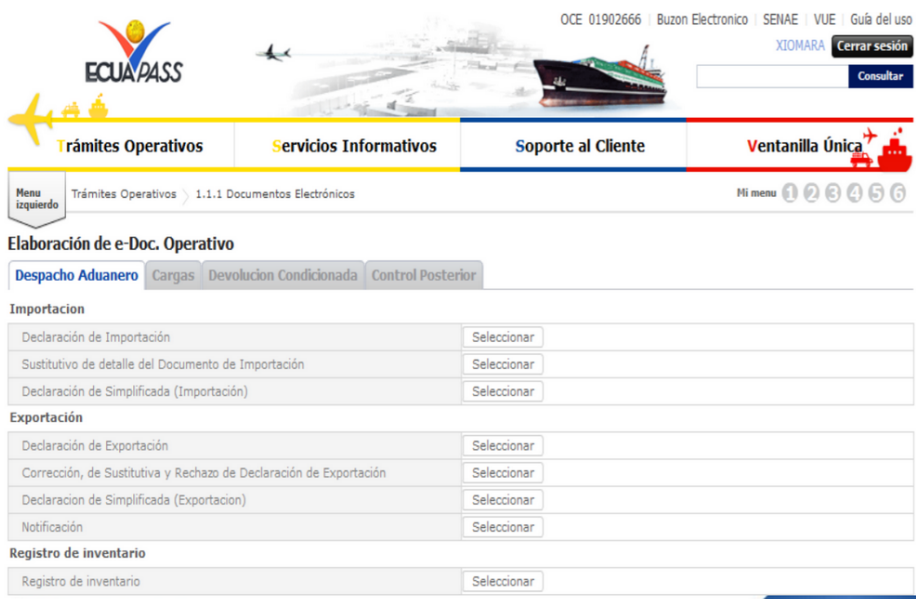 OCE 01902666 Buzon Electronico SENAE VUE Guía del uso
XIOMARA Cerrar sesión
ECUAPASS
Consultar
Trámites Operativos Servicios Informativos Soporte al Cliente Ventanilla Única
Menu izquierdo Trámites Operativos 1.1.1 Documentos Electrónicos Mi menu 1 2 3 4 5 6
Elaboración de e-Doc. Operativo
Despacho Aduanero Cargas Devolucion Condicionada Control Posterior
Importacion
Declaración de Importación Seleccionar
Sustitutivo de detalle del Documento de Importación Seleccionar
Declaración de Simplificada (Importación) Seleccionar
Exportación
Declaración de Exportación Seleccionar
Corrección, de Sustitutiva y Rechazo de Declaración de Exportación Seleccionar
Declaracion de Simplificada (Exportacion) Seleccionar
Notificación Seleccionar
Registro de inventario
Registro de inventario Seleccionar